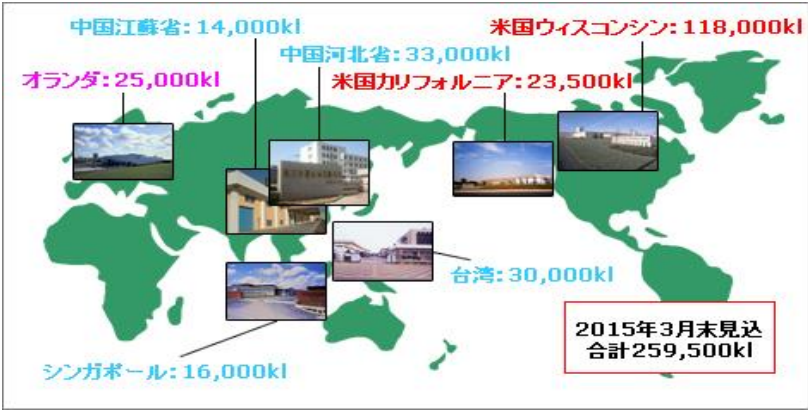 中国江蘇省：14,000kl
米国ウィスコンシン：118,000kl
中国河北省：33,000kl
オランダ：25,000kl
米国カリフォルニア：23,500kl
台湾：30,000kl
2015年3月末見込
合計259,500kl
シンガポール：16,000kl